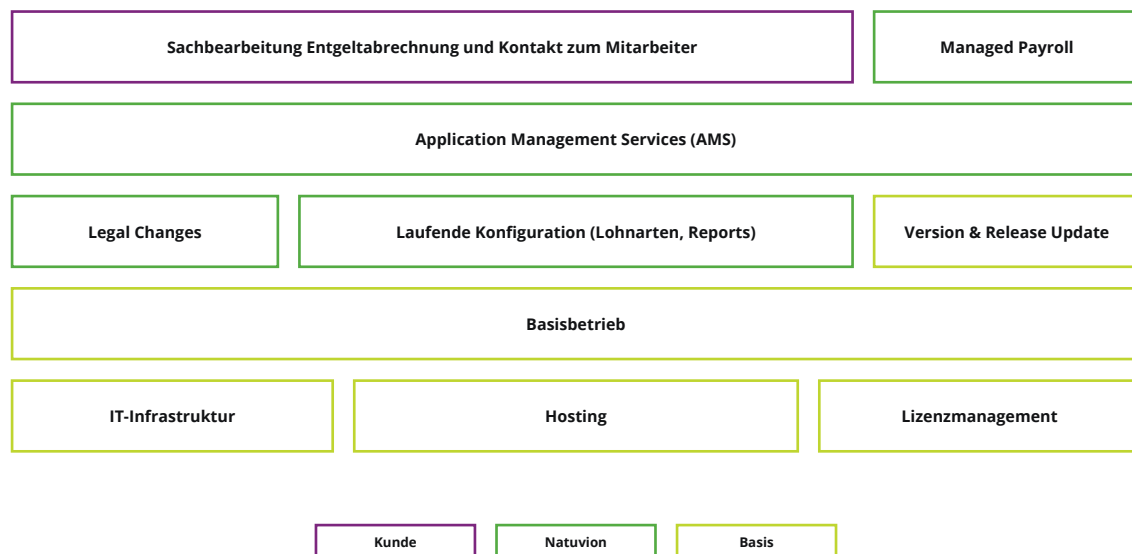 Sachbearbeitung Entgeltabrechnung und Kontakt zum Mitarbeiter
Managed Payroll
Application Management Services (AMS)
Legal Changes
Laufende Konfiguration (Lohnarten, Reports)
Version & Release Update
Basisbetrieb
IT-Infrastruktur
Hosting
Lizenzmanagement
Kunde
Natuvion
Basis